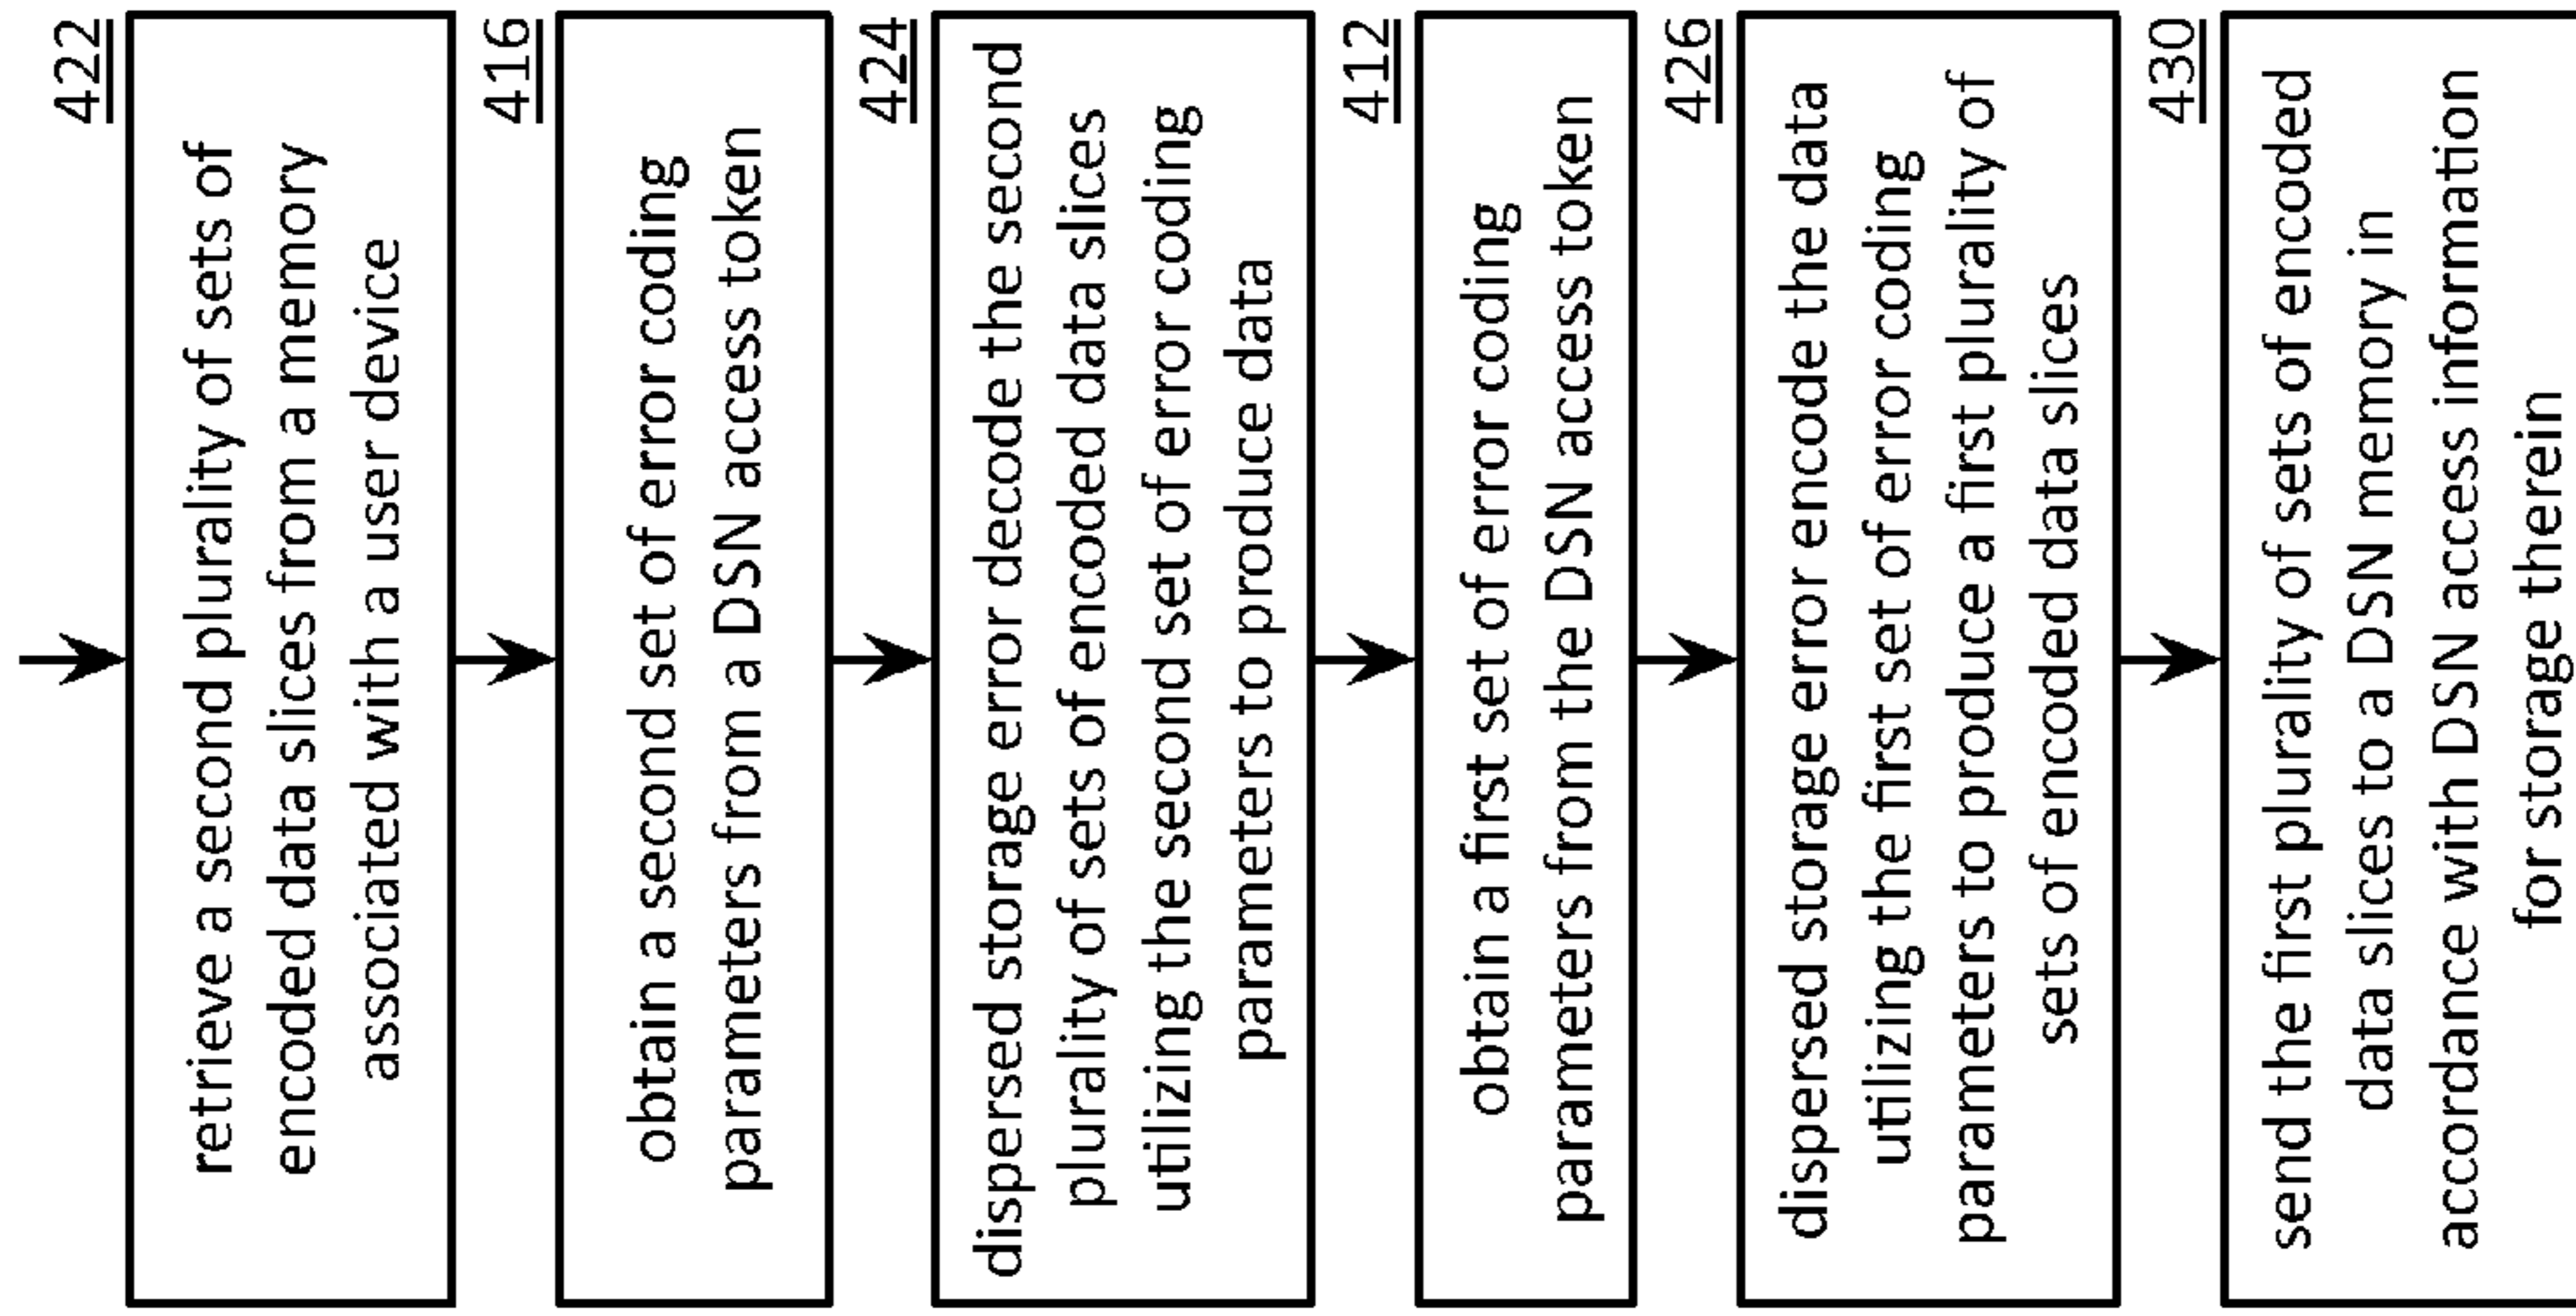 422
retrieve a second plurality of sets of
encoded data slices from a memory
associated with a user device
416
obtain a second set of error coding
parameters from a DSN access token
424
dispersed storage error decode the second
plurality of sets of encoded data slices
utilizing the second set of error coding
parameters to produce data
412
obtain a first set of error coding
parameters from the DSN access token
426
dispersed storage error encode the data
utilizing the first set of error coding
parameters to produce a first plurality of
sets of encoded data slices
430
send the first plurality of sets of encoded
data slices to a DSN memory in
accordance with DSN access information
for storage therein